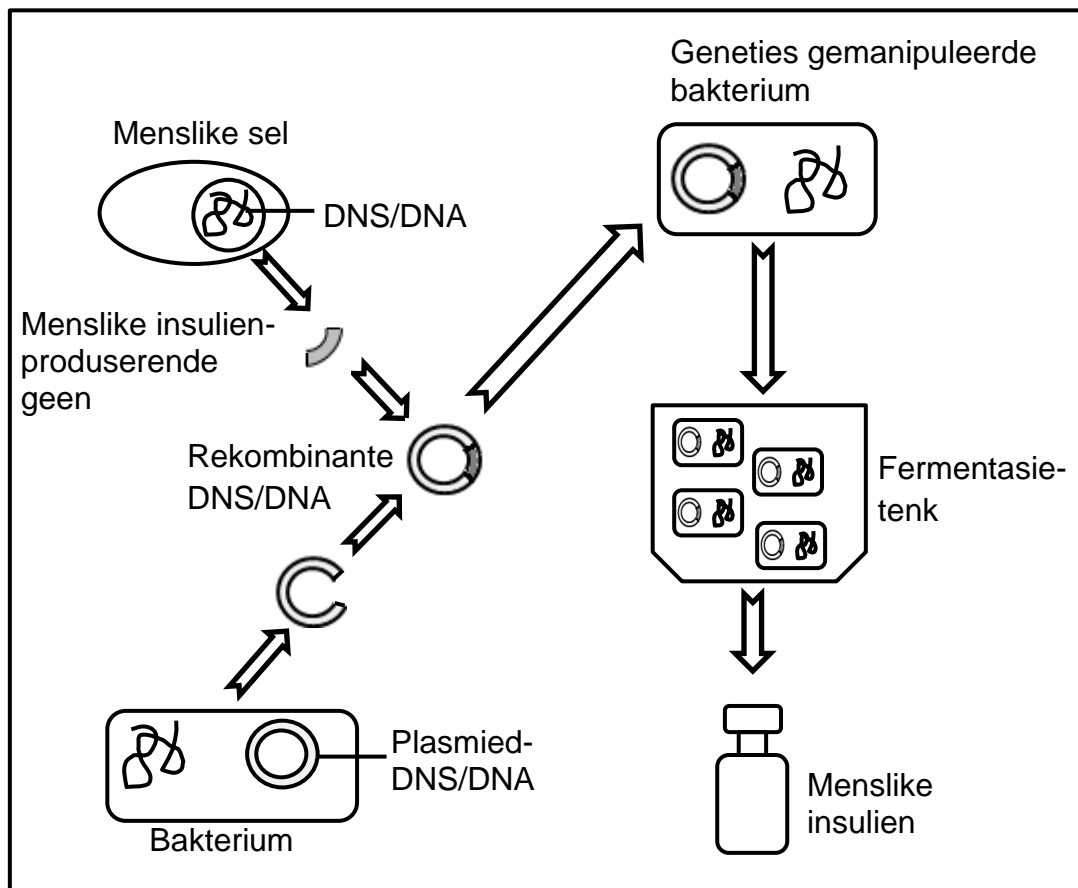 Geneties gemanipuleerde
bakterium
Menslike sel
DNS/DNA
Menslike insulien-
produserende
geen
Rekombinante
DNS/DNA
Fermentasie-
tenk
Plasmied-
DNS/DNA
Bakterium
Menslike
insulien